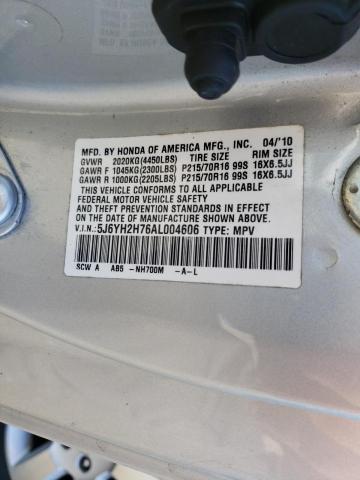 MFD. BY HONDA OF AMERICA MFG., INC. 04/'10
GVWR 2020KG(4450LBS) TIRE SIZE RIM SIZE
GAWR F 1045KG(2300LBS) P215/70R16 99S 16X6.5JJ
GAWR R 1000KG(2205LBS) P215/70R16 99S 16X6.5JJ
THIS VEHICLE CONFORMS TO ALL APPLICABLE
FEDERAL MOTOR VEHICLE SAFETY AND
THEFT PREVENTION STANDARDS IN EFFECT ON
THE DATE OF MANUFACTURE SHOWN ABOVE.
V.I.N.: 5J6YH2H76AL004606 TYPE: MPV
SCW A AB5 -NH700M -A-L